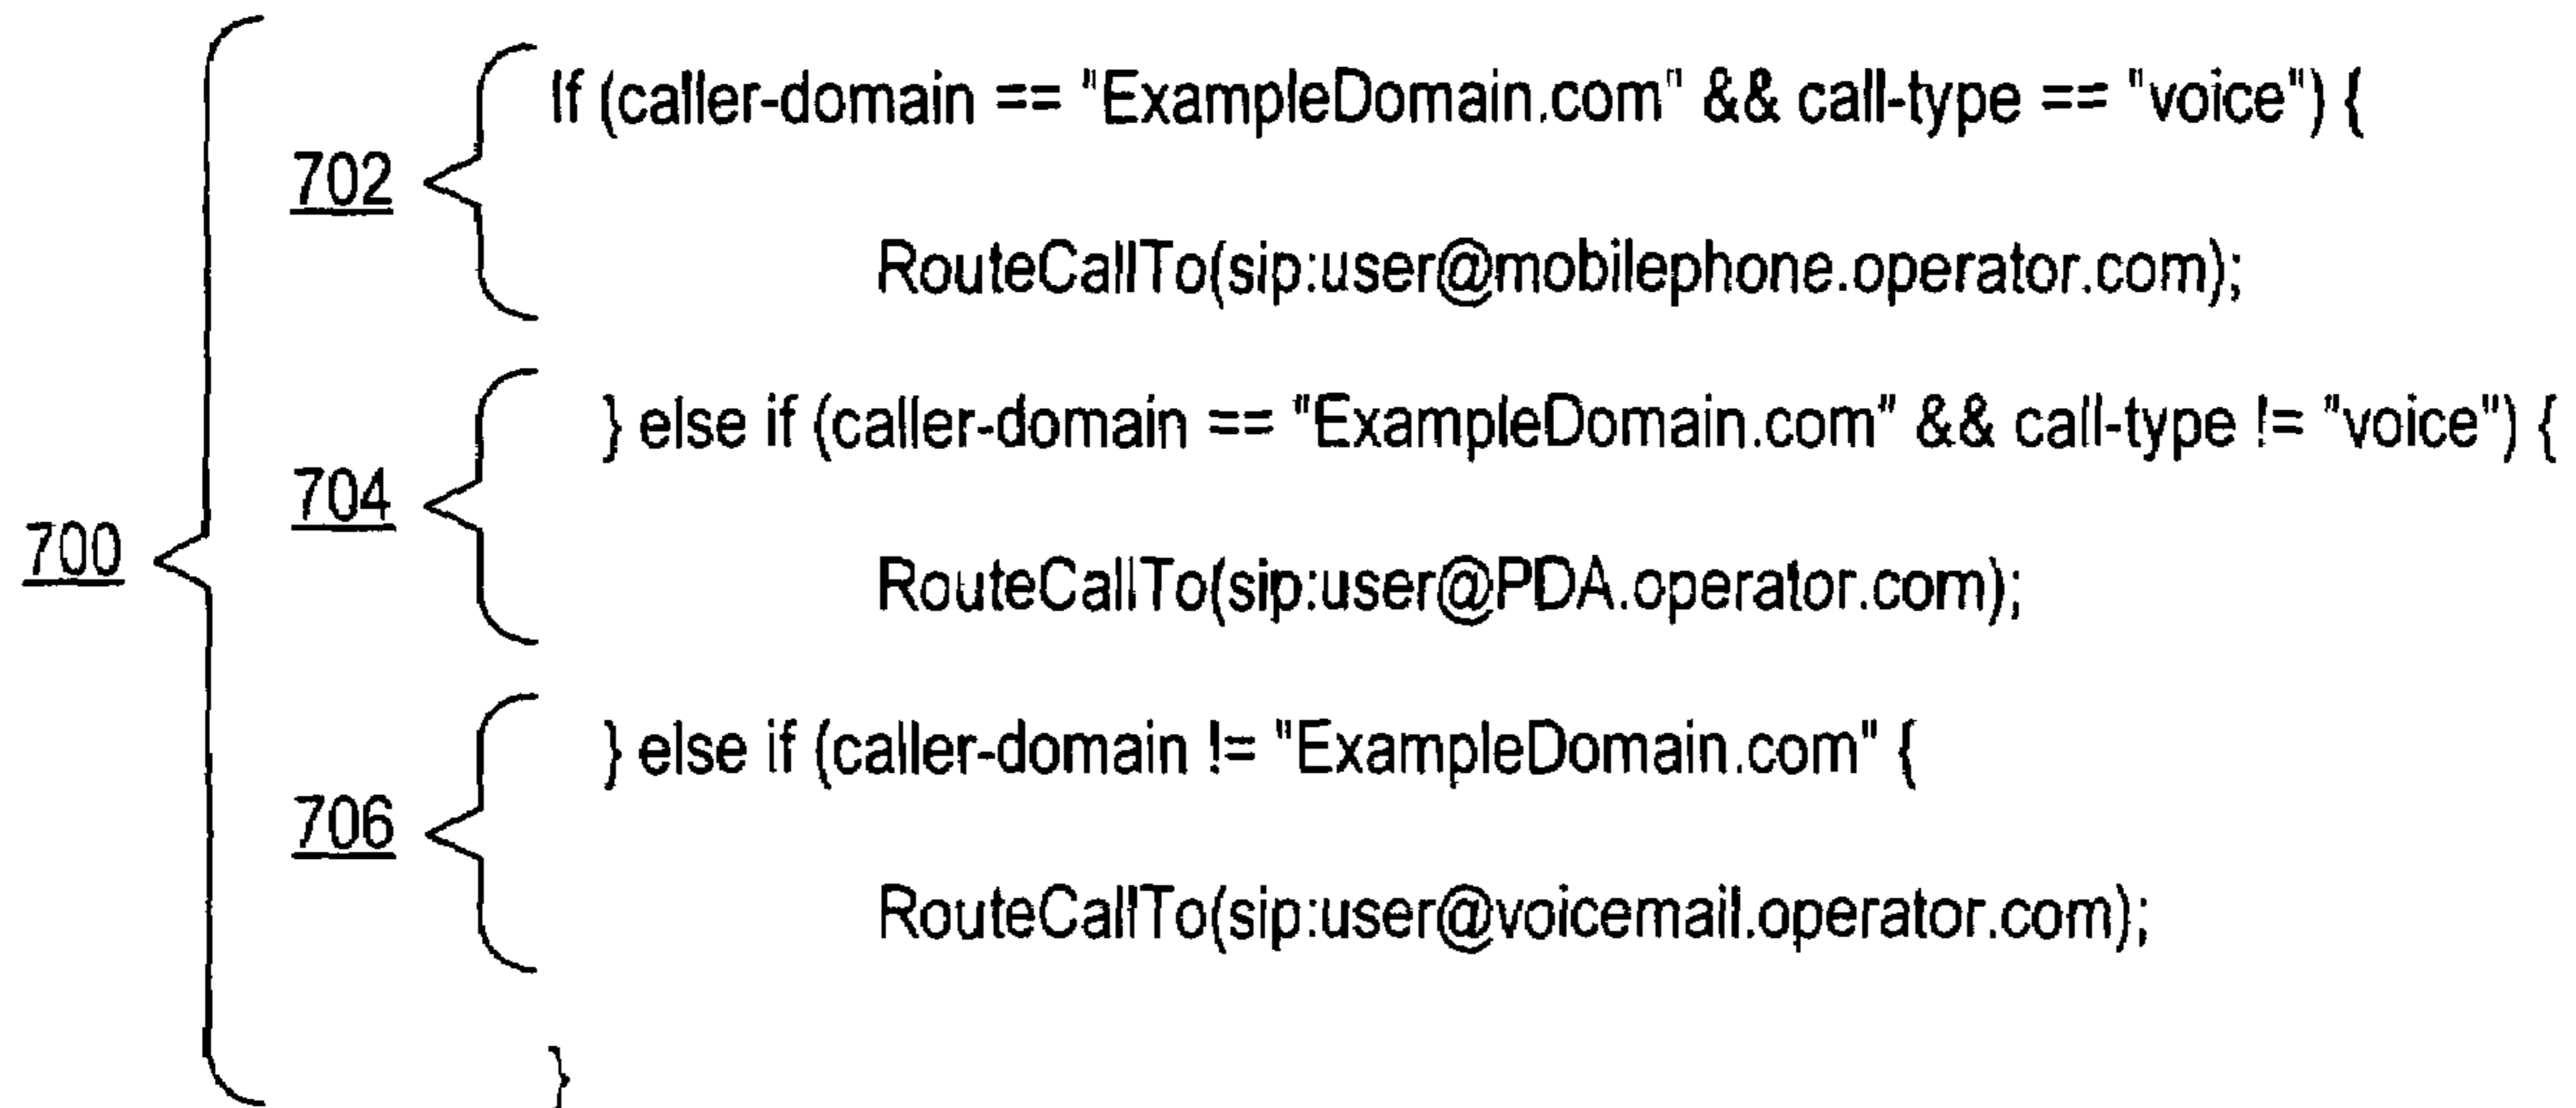 If (caller-domain == "ExampleDomain.com" && call-type == "voice") {
702
RouteCallTo(sip:user@mobilephone.operator.com);
} else if (caller-domain == "ExampleDomain.com" && call-type != "voice") {
704
700
RouteCallTo(sip:user@PDA.operator.com);
} else if (caller-domain != "ExampleDomain.com" {
706
RouteCallTo(sip:user@voicemail.operator.com);
}